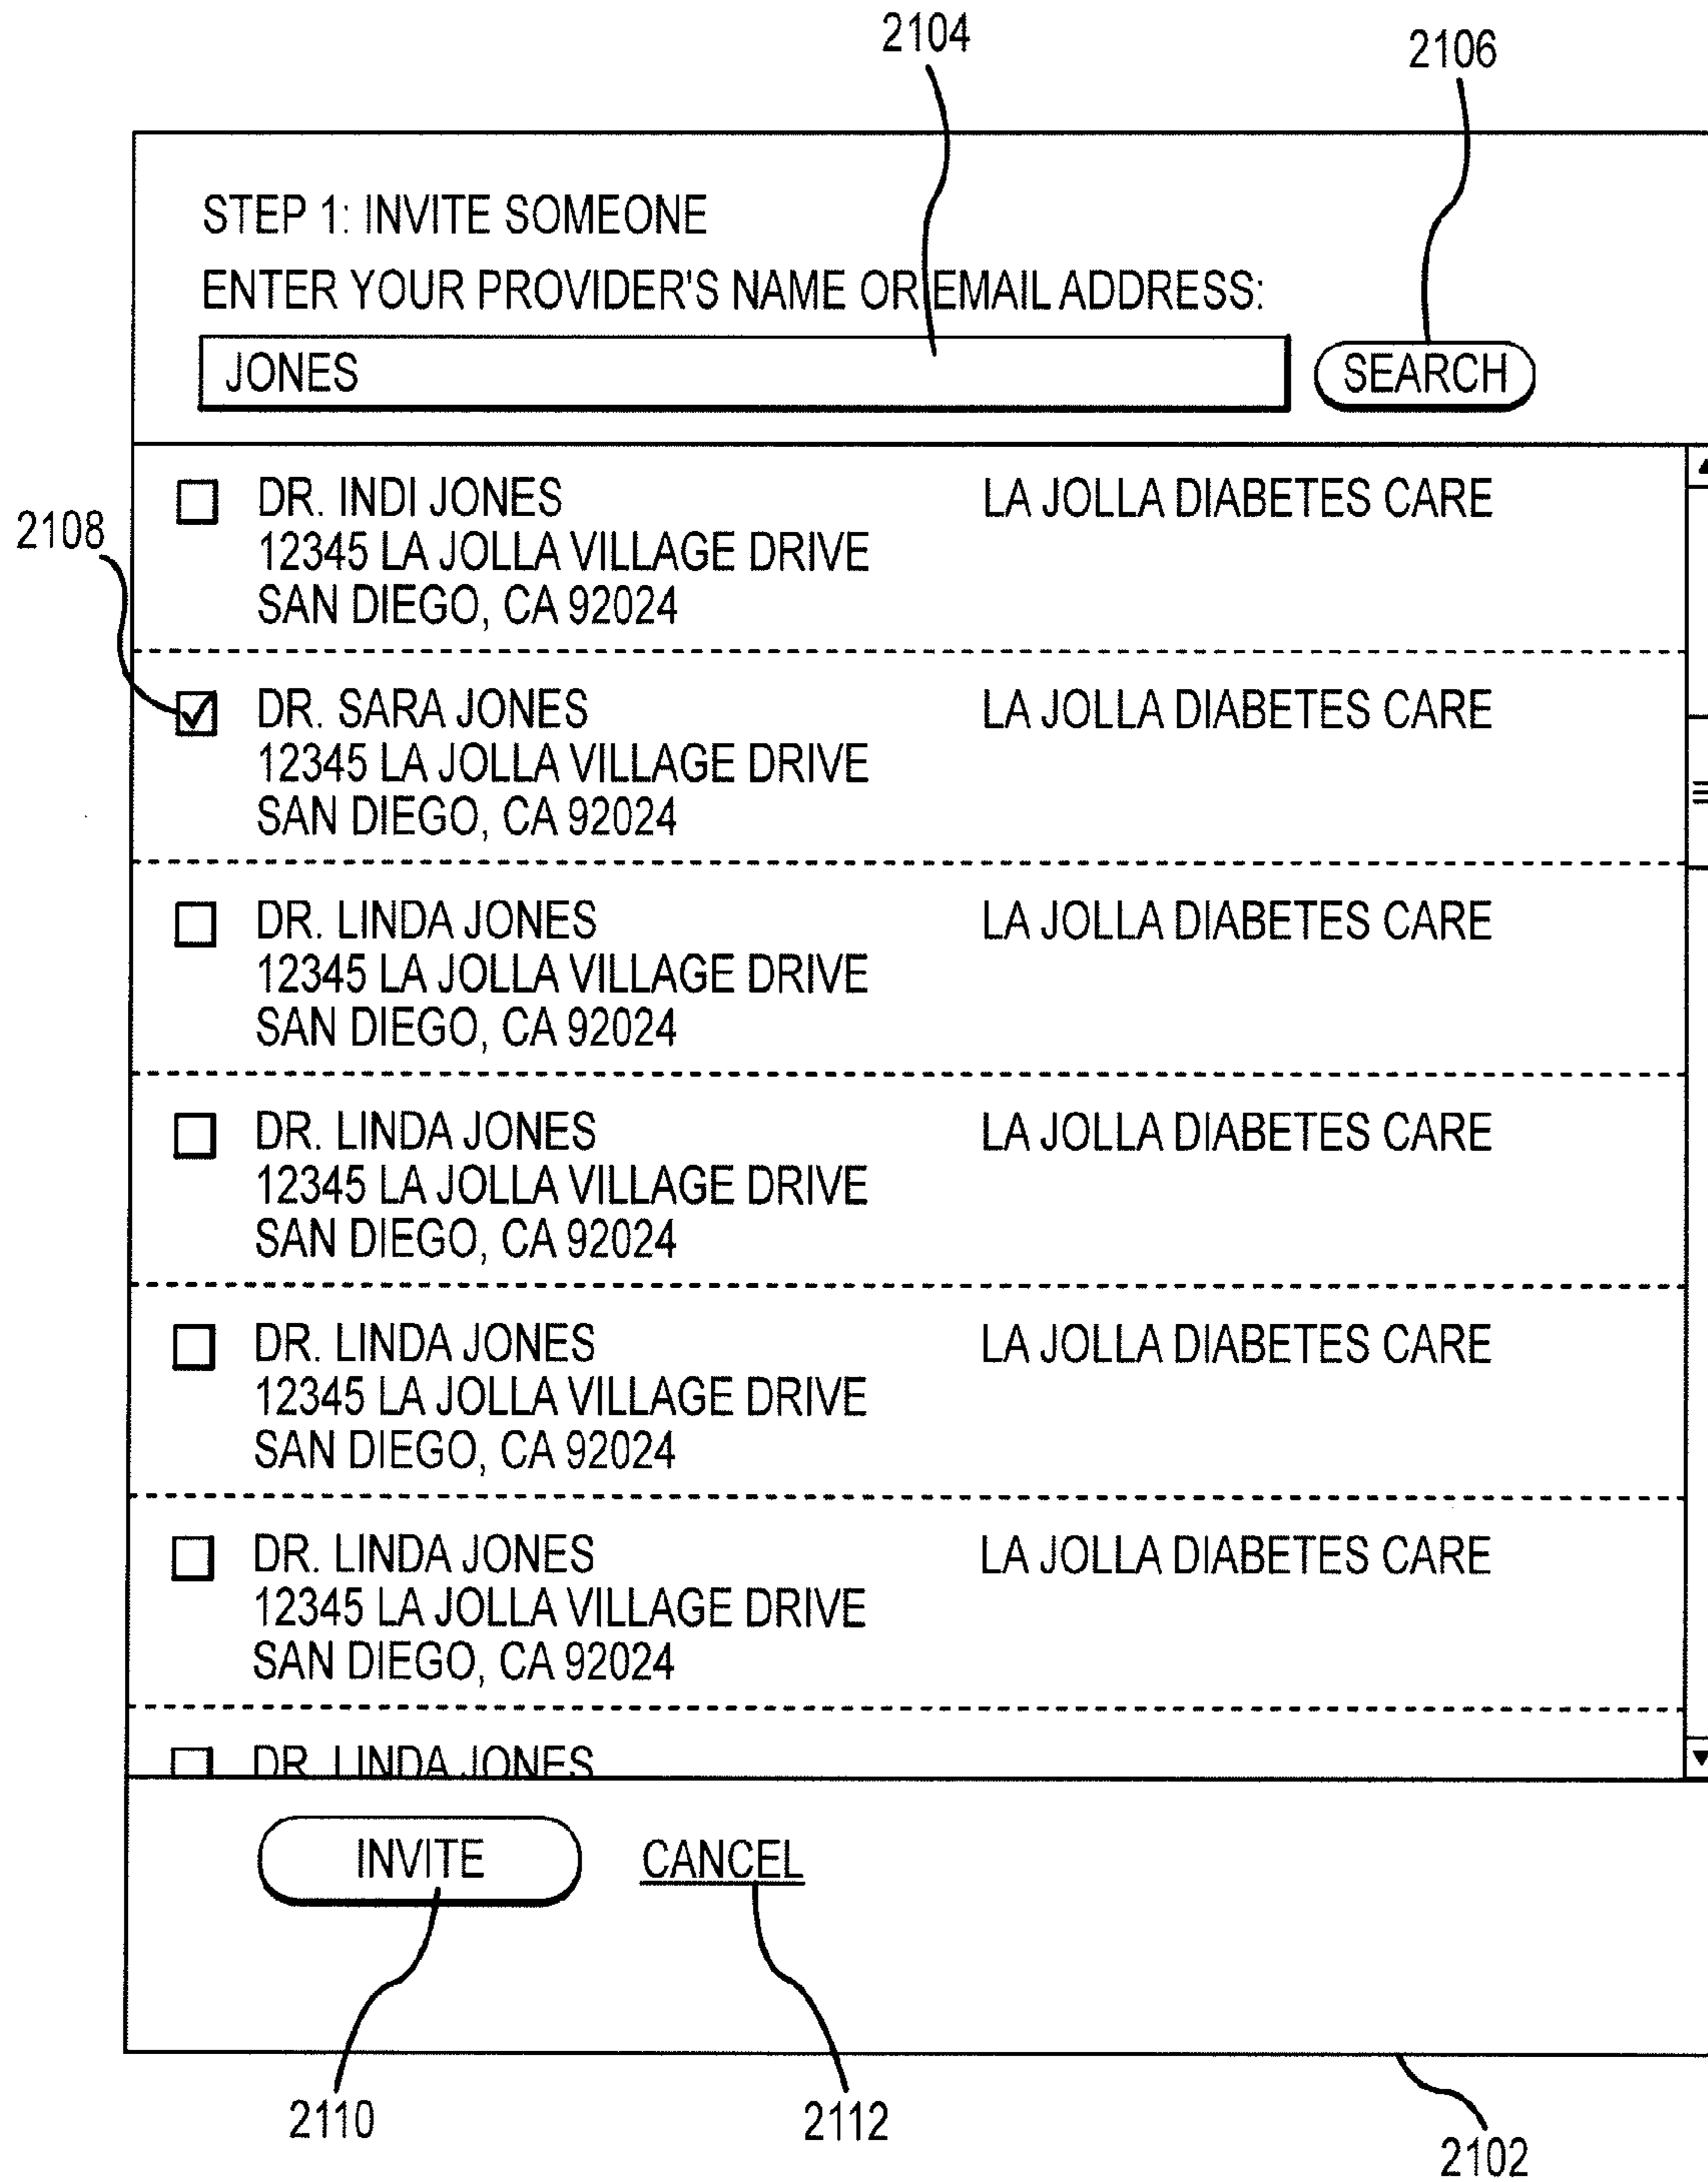 2104
2106
STEP 1: INVITE SOMEONE
ENTER YOUR PROVIDER'S NAME OR EMAIL ADDRESS:
JONES
SEARCH
DR. INDI JONES LA JOLLA DIABETES CARE
12345 LA JOLLA VILLAGE DRIVE
SAN DIEGO, CA 92024
2108
DR. SARA JONES LA JOLLA DIABETES CARE
12345 LA JOLLA VILLAGE DRIVE
SAN DIEGO, CA 92024
DR. LINDA JONES LA JOLLA DIABETES CARE
12345 LA JOLLA VILLAGE DRIVE
SAN DIEGO, CA 92024
DR. LINDA JONES LA JOLLA DIABETES CARE
12345 LA JOLLA VILLAGE DRIVE
SAN DIEGO, CA 92024
DR. LINDA JONES LA JOLLA DIABETES CARE
12345 LA JOLLA VILLAGE DRIVE
SAN DIEGO, CA 92024
DR. LINDA JONES LA JOLLA DIABETES CARE
12345 LA JOLLA VILLAGE DRIVE
SAN DIEGO, CA 92024
DR. LINDA JONES
INVITE CANCEL
2110
2112
2102